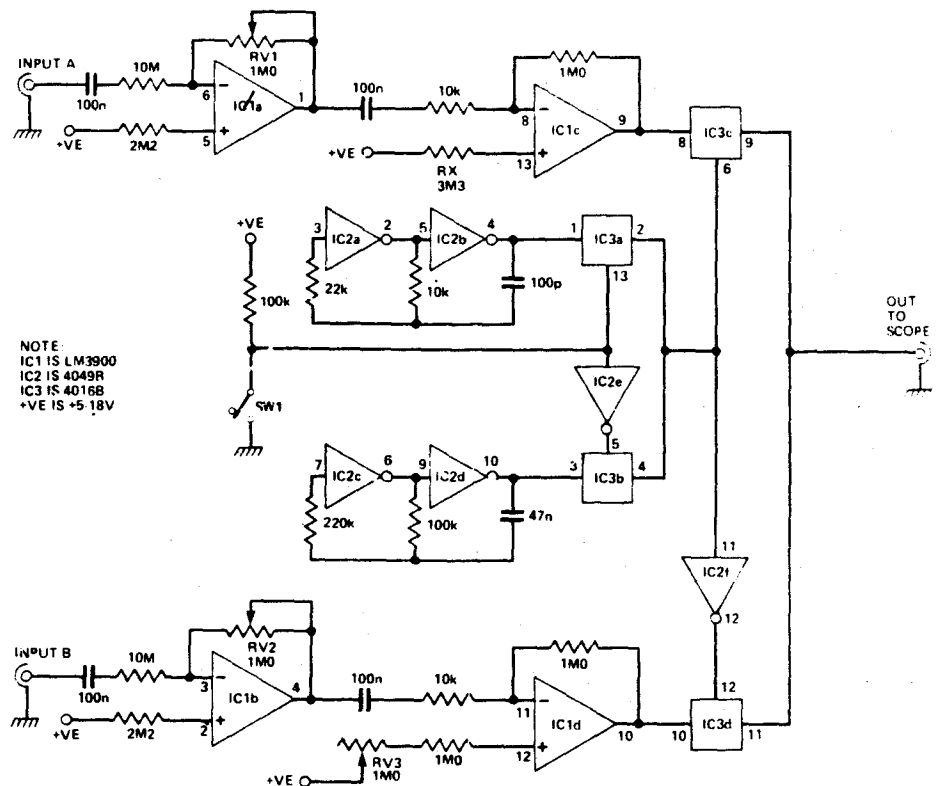 INPUT A
100n
10M
RV1
1M0
6
IC1a
1
5
+VE
2M2
100n
10k
1M0
8
IC1c
9
13
+VE
RX
3M3
8
IC3c
9
6
+VE
100k
3
IC2a
2
5
IC2b
4
22k
10k
100p
1
IC3a
2
13
OUT
TO
SCOPE
NOTE:
IC1 IS LM3900
IC2 IS 4049B
IC3 IS 4016B
+VE IS +5-18V
SW1
IC2e
5
3
IC3b
4
7
IC2c
6
9
IC2d
10
220k
100k
47n
11
IC2f
12
INPUT B
100n
10M
RV2
1M0
3
IC1b
4
2
+VE
2M2
100n
10k
1M0
11
IC1d
10
12
RV3
1M0
1M0
+VE
12
10
IC3d
11